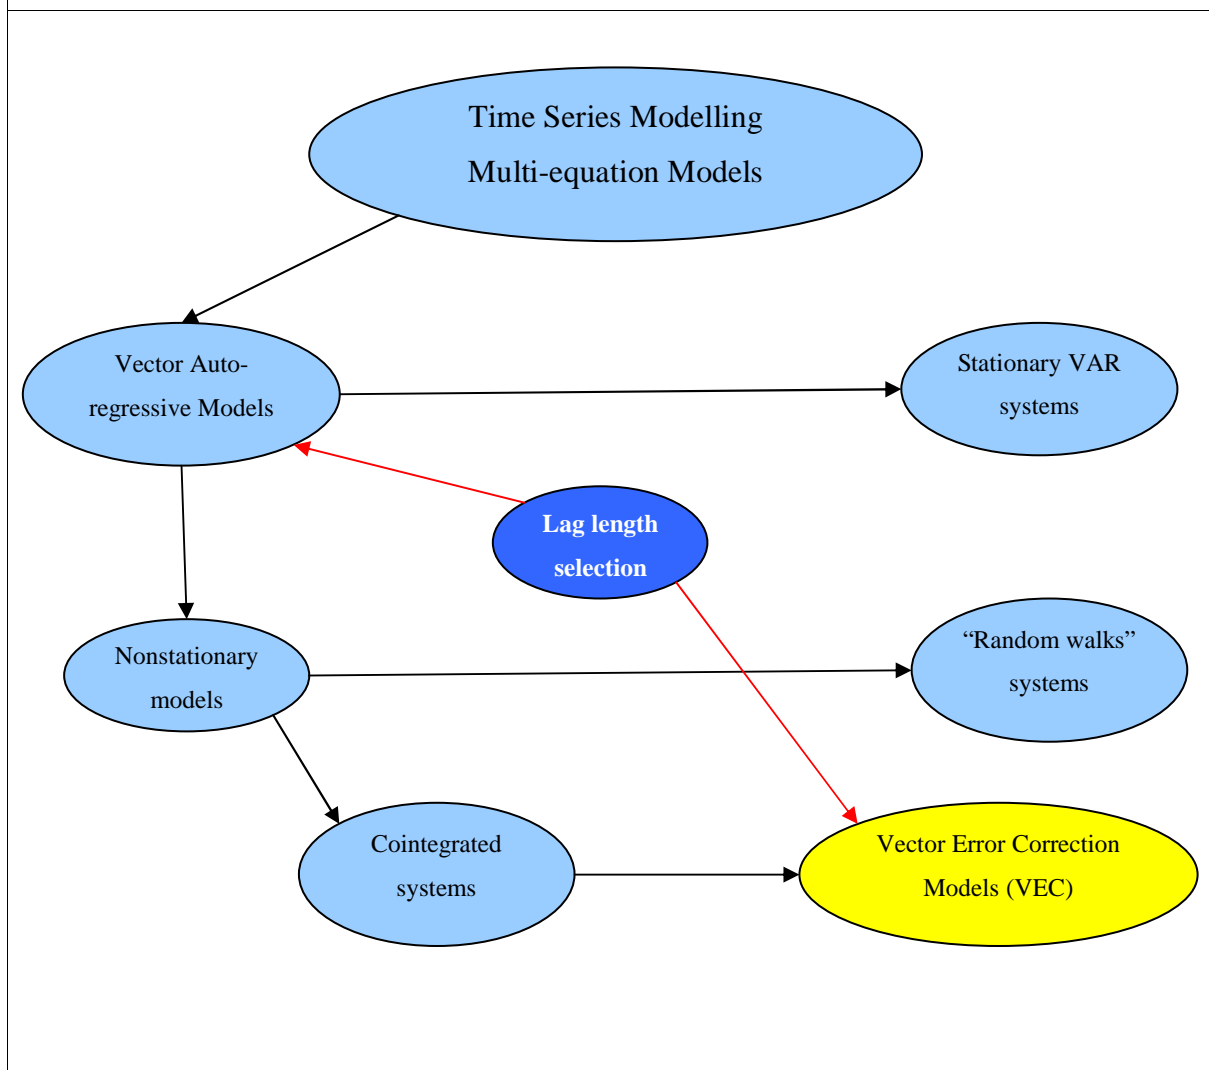 Time Series Modelling
Multi-equation Models
Vector Auto-
regressive Models
Stationary VAR
systems
Lag length
selection
Nonstationary
models
“Random walks”
systems
Cointegrated
systems
Vector Error Correction
Models (VEC)